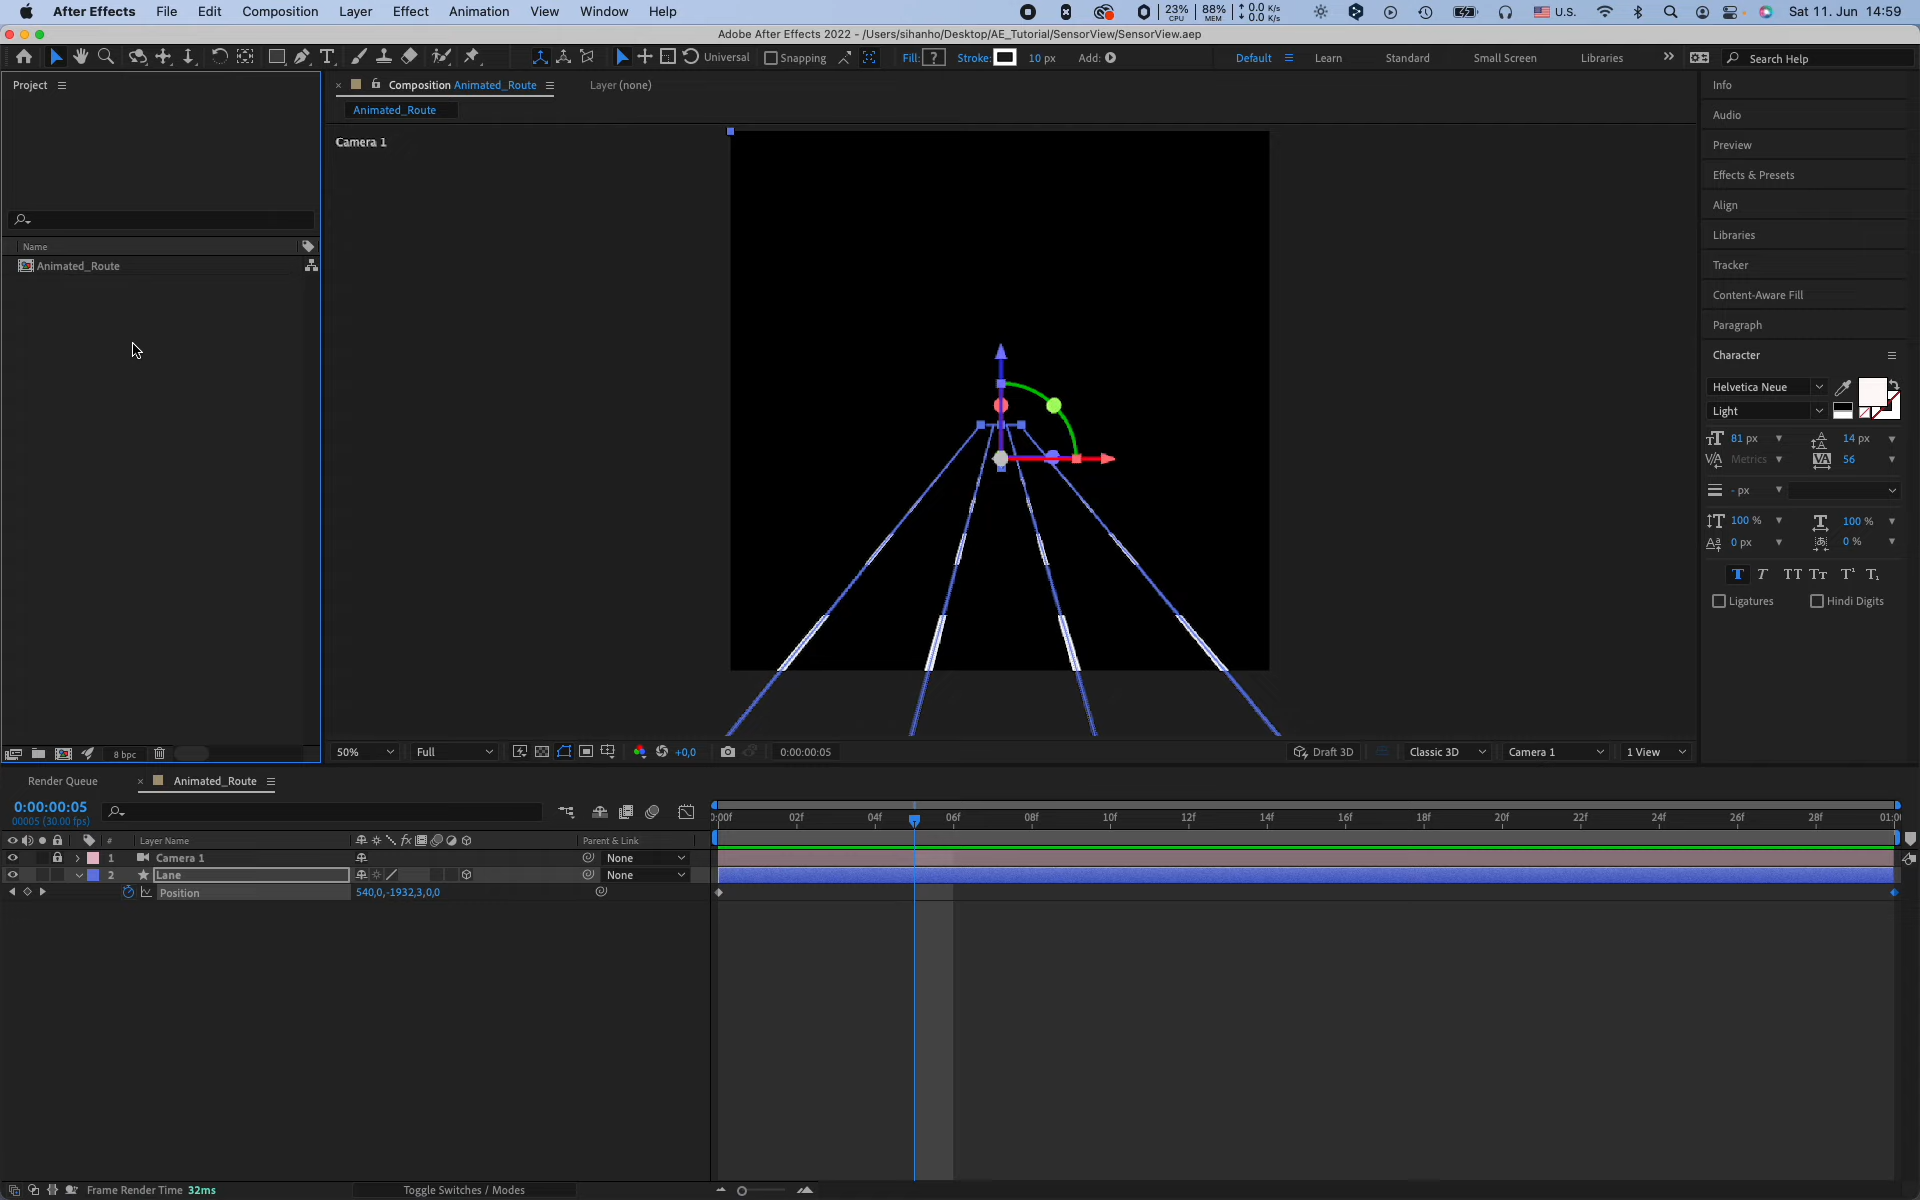 After Effects File Edit Composition Layer Effect Animation View Window Help 23% CPU 88% MEM 0.0 K/s 0.0 K/s U.S. Sat 11. Jun 14:59
Adobe After Effects 2022 - /Users/sihanho/Desktop/AE_Tutorial/SensorView/SensorView.aep
Universal Snapping Fill: ? Stroke: 10 px Add: Default Learn Standard Small Screen Libraries Search Help
Project Composition Animated_Route Layer (none) Info
Animated_Route
Audio
Camera 1 Preview
Effects & Presets
Align
Libraries
Name
Animated_Route Tracker
Content-Aware Fill
Paragraph
Character
Helvetica Neue
Light
81 px 14 px
Metrics 56
- px
100 % 100 %
0 px 0 %
T T TT Tr T¹ T₁
Ligatures Hindi Digits
8 bpc 50% Full +0,0 0:00:00:05 Draft 3D Classic 3D Camera 1 1 View
Render Queue Animated_Route
0:00:00:05
00005 (30.00 fps)
0:00f 02f 04f 06f 08f 10f 12f 14f 16f 18f 20f 22f 24f 26f 28f 01:0
# Layer Name fx Parent & Link
1 Camera 1 None
2 Lane None
Position 540,0,-1932,3,0,0
Frame Render Time 32ms Toggle Switches / Modes